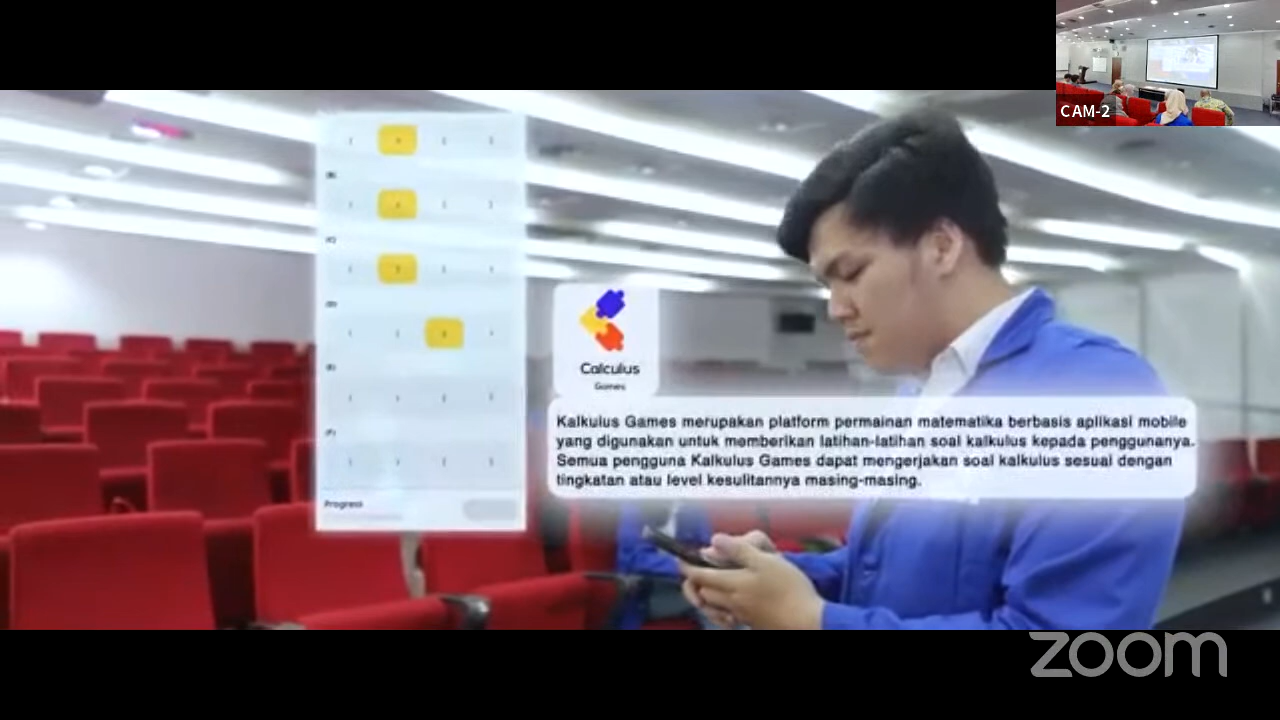 CAM-2
Calculus
Games
Kalkulus Games merupakan platform permainan matematika berbasis aplikasi mobile
yang digunakan untuk memberikan latihan-latihan soal kalkulus kepada penggunanya.
Semua pengguna Kalkulus Games dapat mengerjakan soal kalkulus sesuai dengan
tingkatan atau level kesulitannya masing-masing.
Progress
zoom